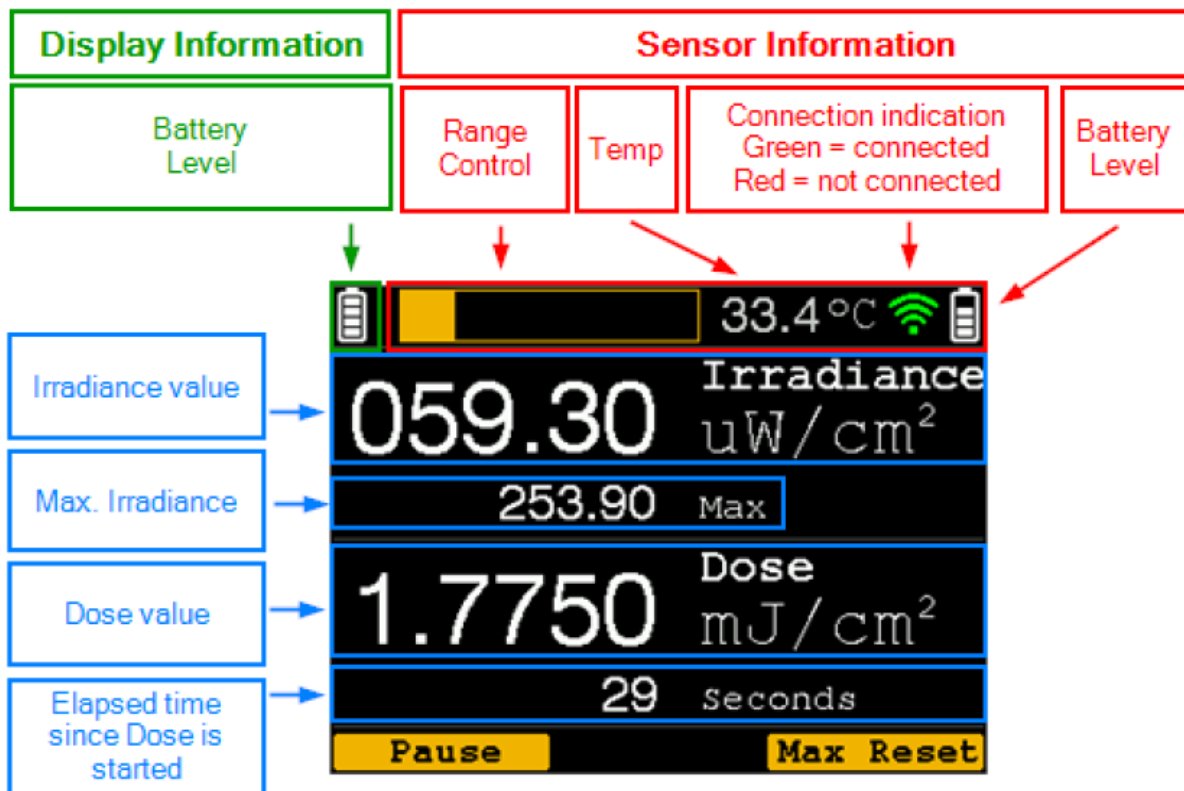 Display Information
Sensor Information
Battery
Level
Range
Control
Temp
Connection indication
Green = connected
Red = not connected
Battery
Level
33.4°C
Irradiance value
059.30
Irradiance
uW/cm²
Max. Irradiance
253.90 Max
Dose value
1.7750
Dose
mJ/cm²
Elapsed time
since Dose is
started
29 Seconds
Pause
Max Reset